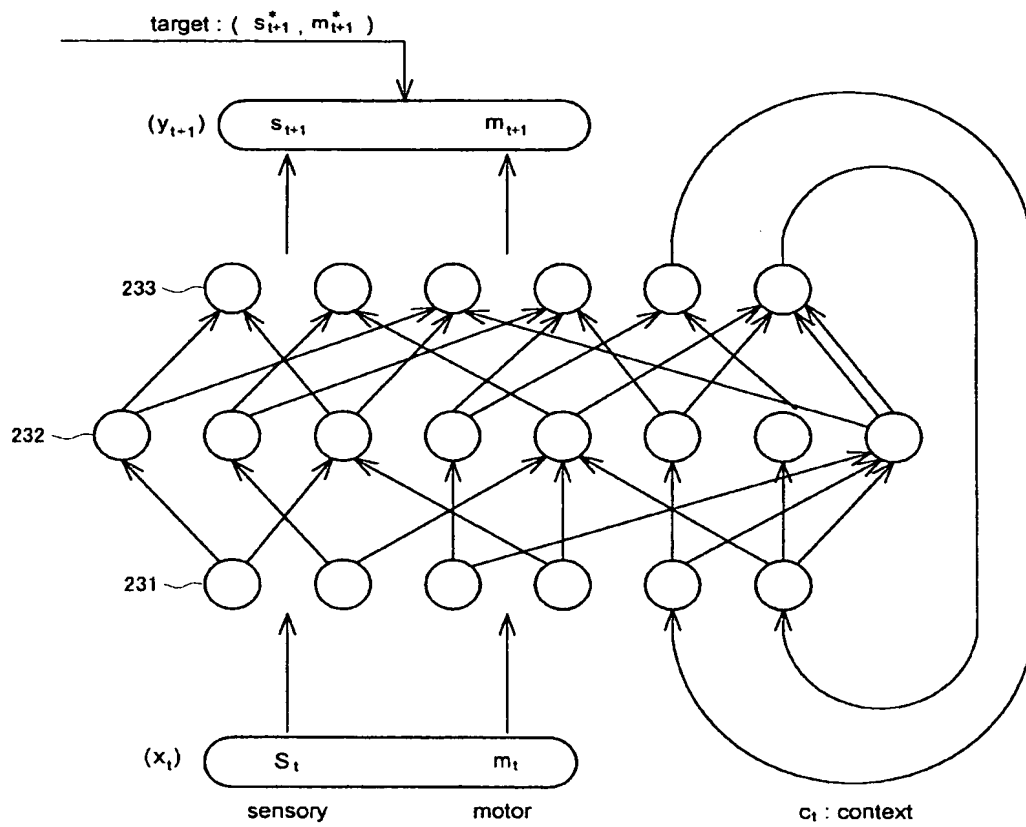 target : ( s*t+1 , m*t+1 )
(yt+1) st+1 mt+1
233
232
231
(xt) St mt
sensory motor ct : context